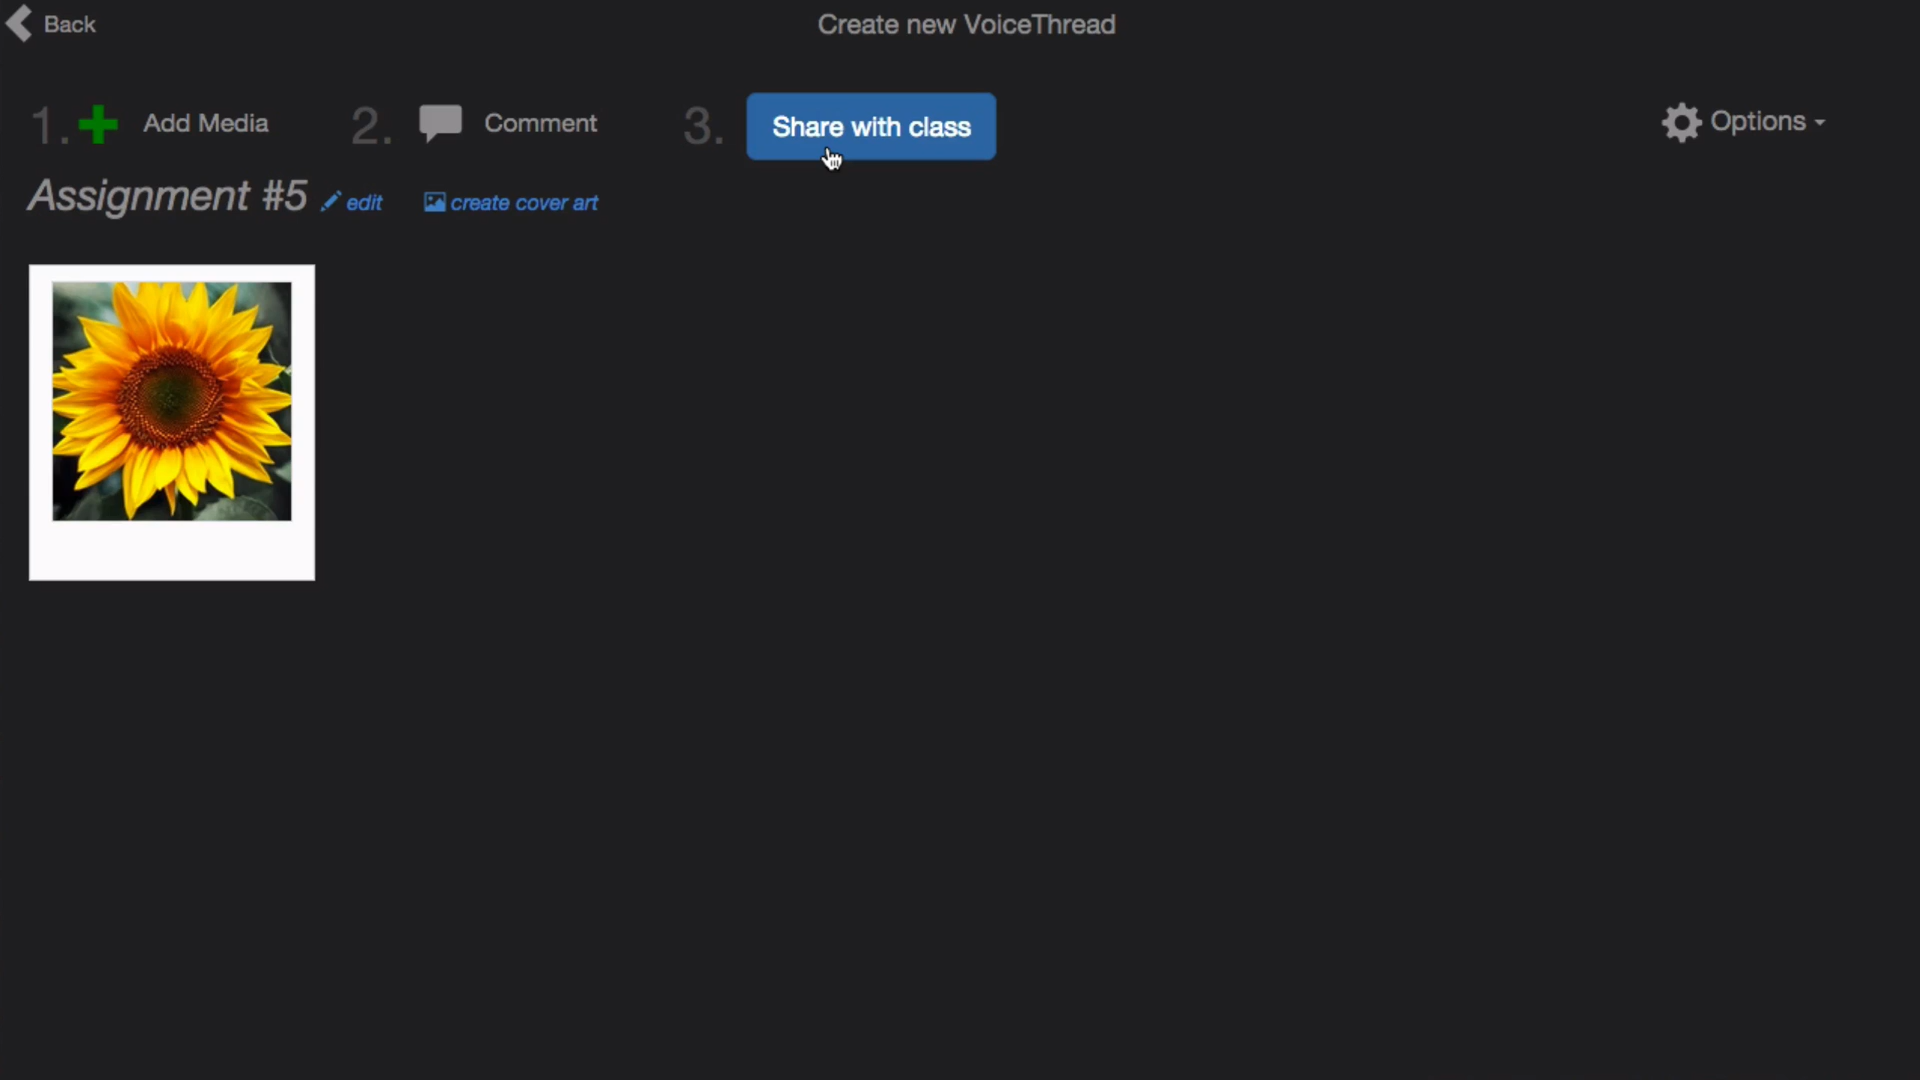 Back
Create new VoiceThread
1. Add Media
2. Comment
3. Share with class
Options
Assignment #5 edit create cover art